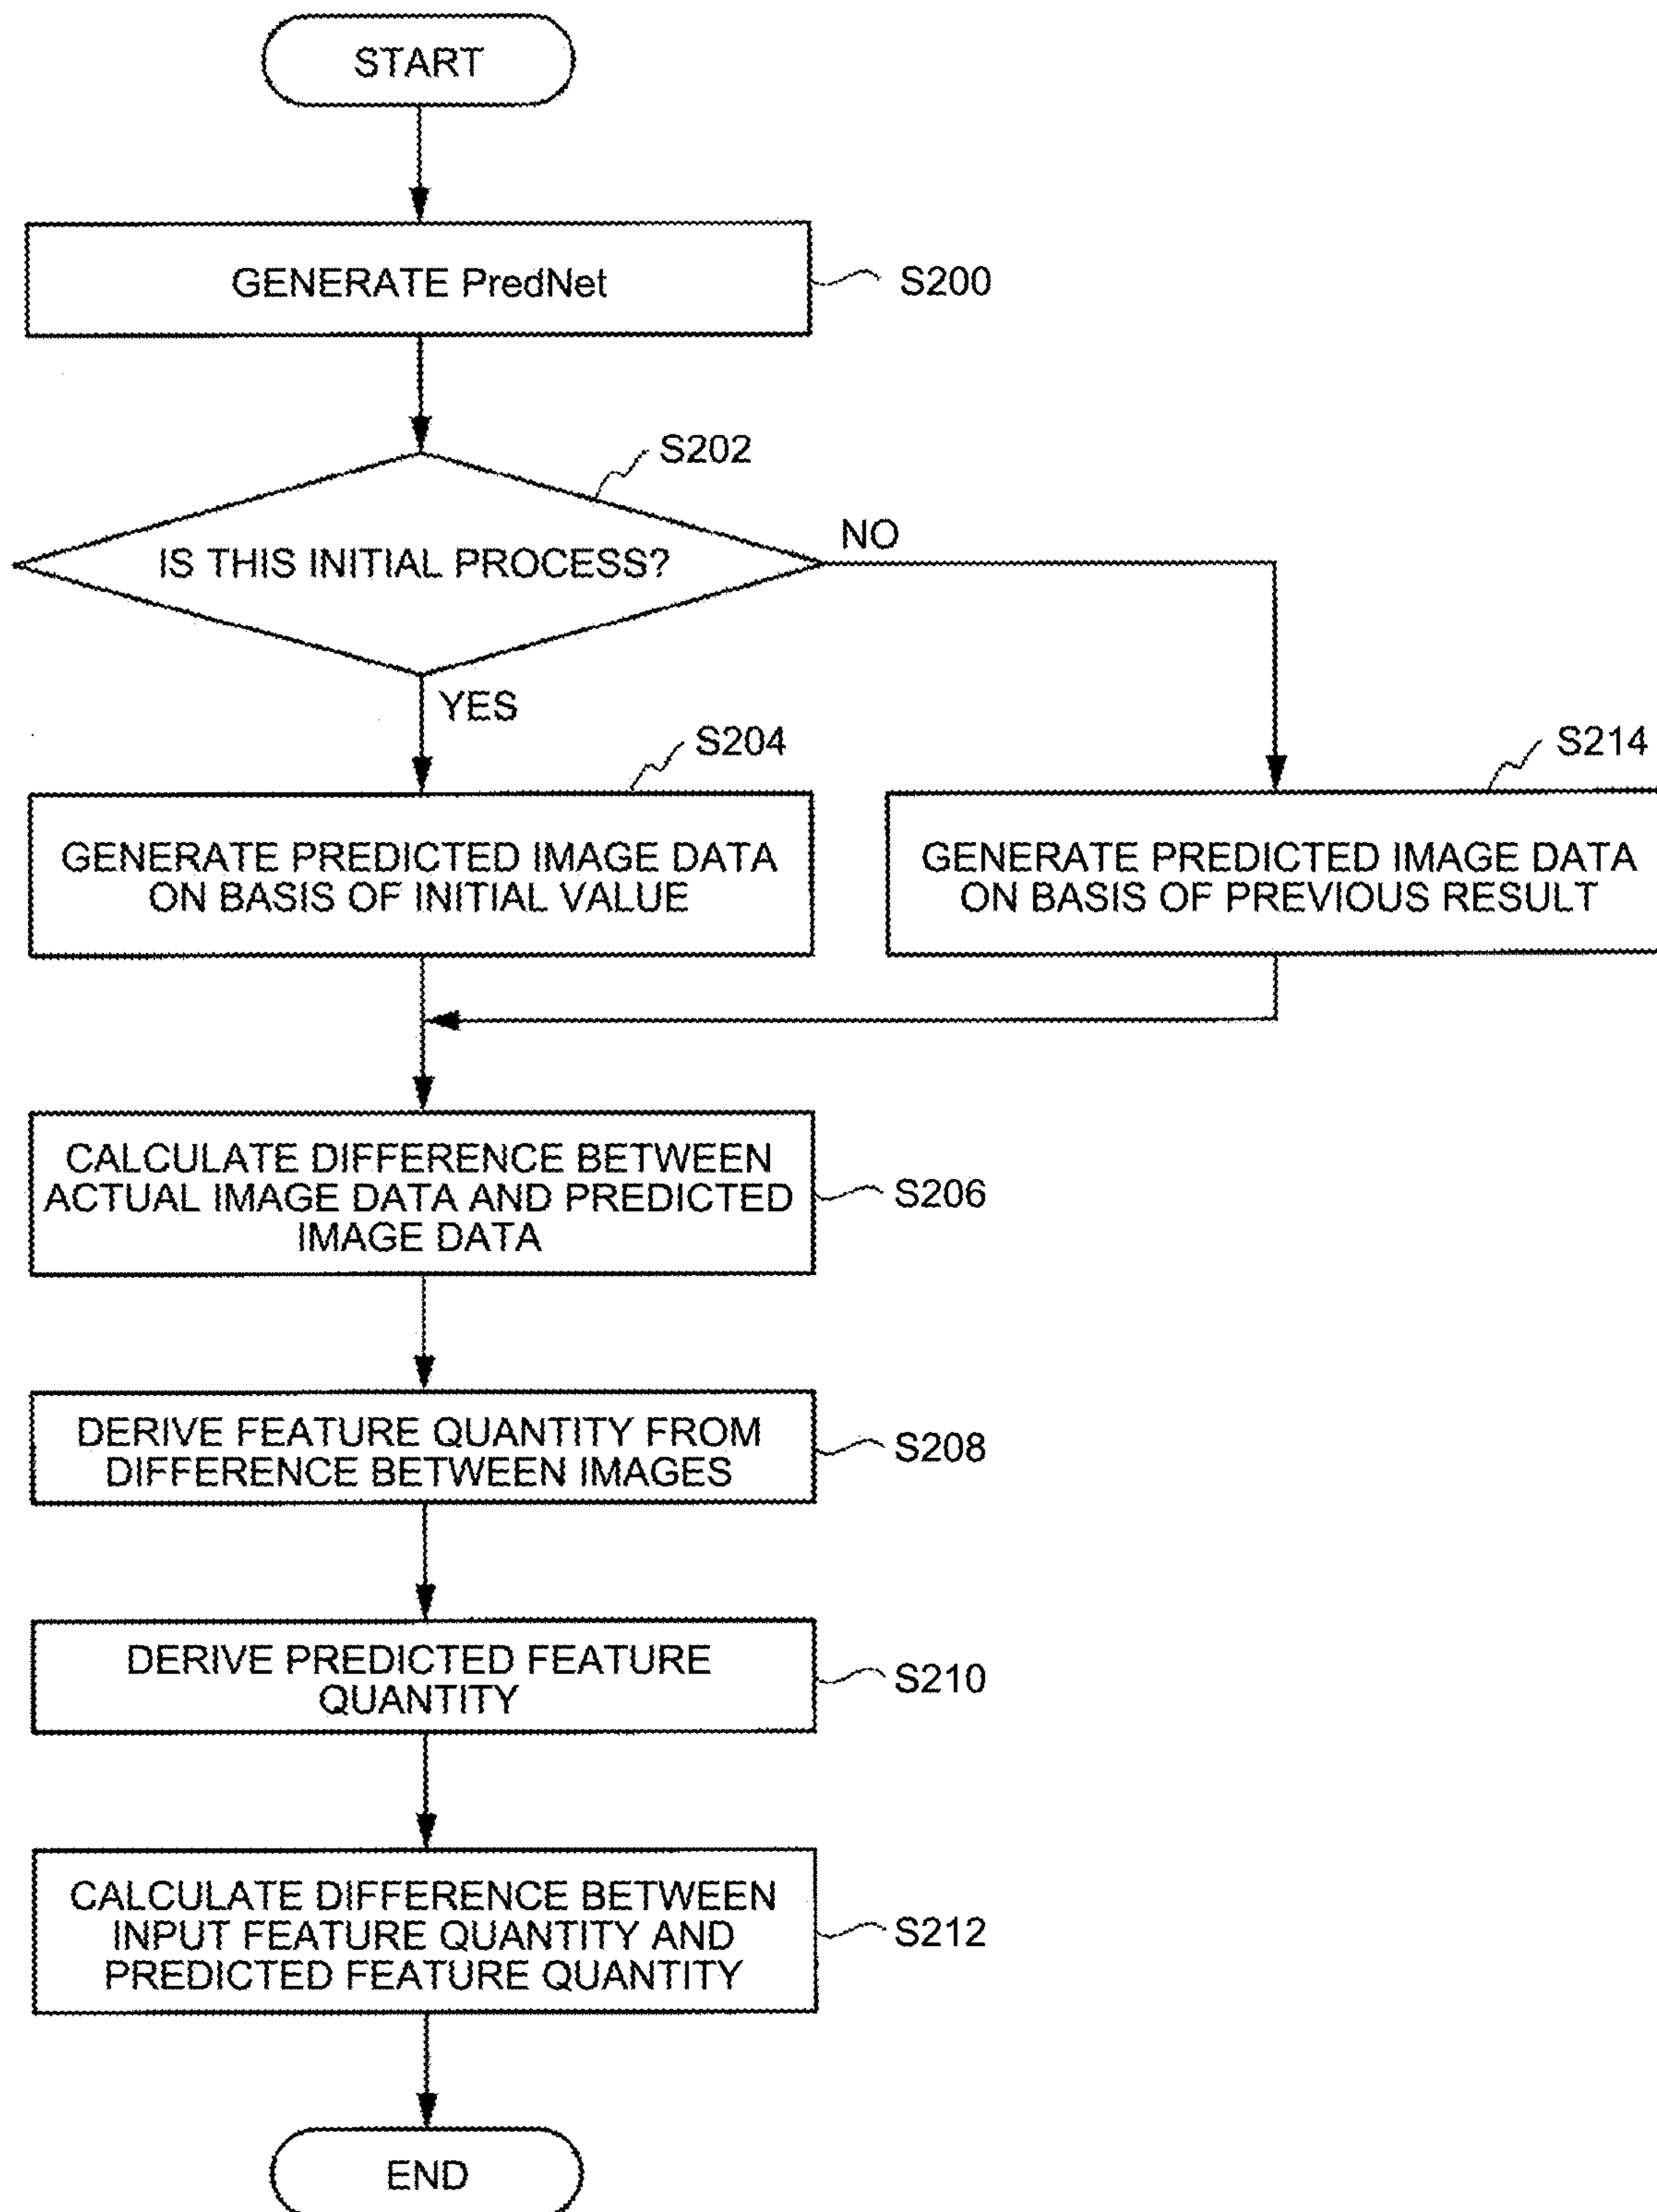 START
GENERATE PredNet
S200
S202
IS THIS INITIAL PROCESS?
NO
YES
S204
GENERATE PREDICTED IMAGE DATA
ON BASIS OF INITIAL VALUE
S214
GENERATE PREDICTED IMAGE DATA
ON BASIS OF PREVIOUS RESULT
CALCULATE DIFFERENCE BETWEEN
ACTUAL IMAGE DATA AND PREDICTED
IMAGE DATA
S206
DERIVE FEATURE QUANTITY FROM
DIFFERENCE BETWEEN IMAGES
S208
DERIVE PREDICTED FEATURE
QUANTITY
S210
CALCULATE DIFFERENCE BETWEEN
INPUT FEATURE QUANTITY AND
PREDICTED FEATURE QUANTITY
S212
END